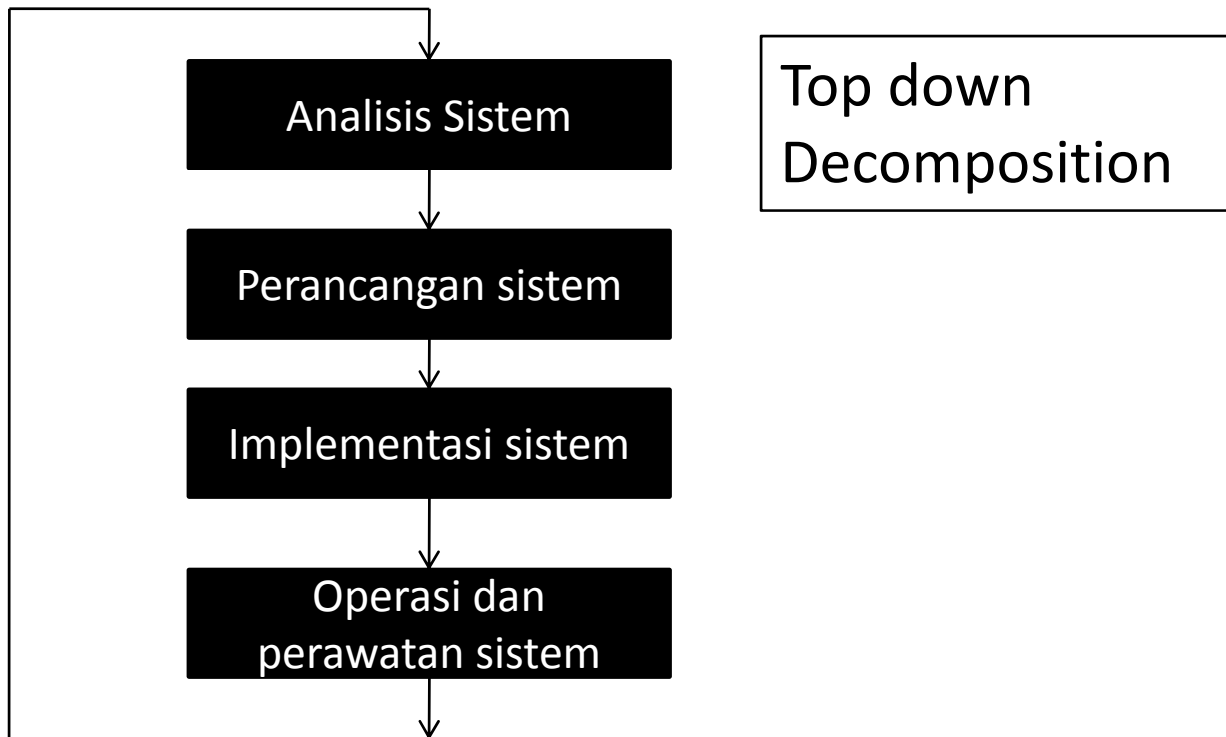 Analisis Sistem
Top down
Decomposition
Perancangan sistem
Implementasi sistem
Operasi dan
perawatan sistem